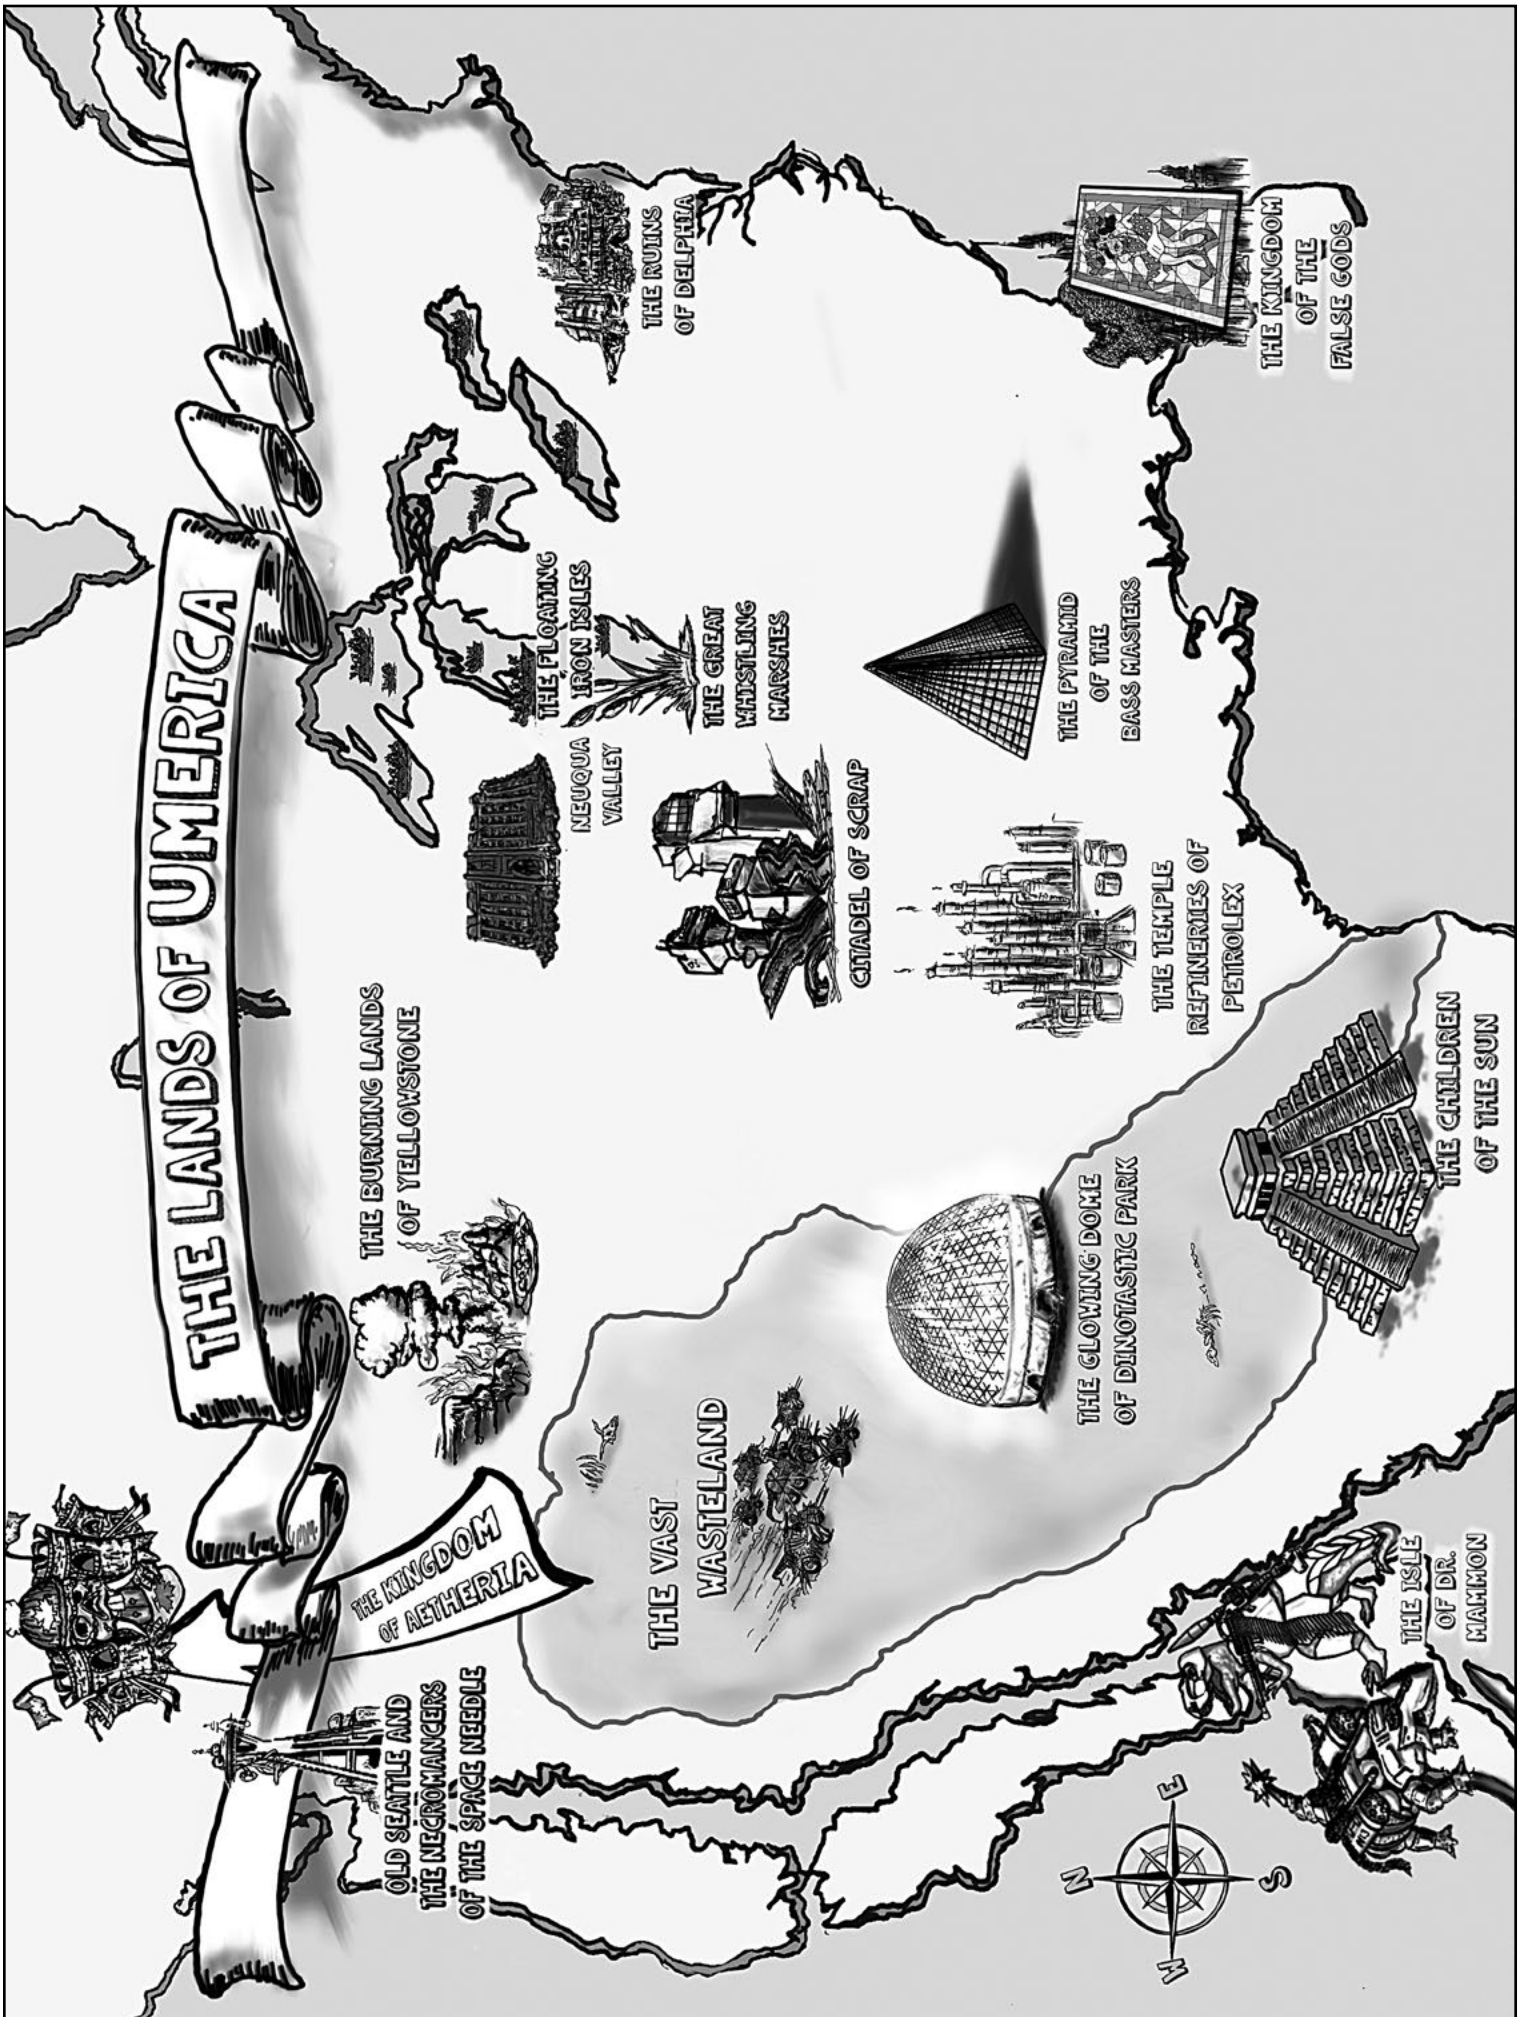 THE LANDS OF UMERICA
THE KINGDOM
OF AETHERIA
OLD SEATTLE AND
THE NECROMANCERS
OF THE SPACE NEEDLE
THE BURNING LANDS
OF YELLOWSTONE
NEUQUA
VALLEY
THE FLOATING
IRON ISLES
THE GREAT
WHISTLING
MARSHES
THE RUINS
OF DELPHIA
THE VAST
WASTELAND
CITADEL OF SCRAP
THE GLOWING DOME
OF DINOTASTIC PARK
THE TEMPLE
REFINERIES OF
PETROLEX
THE PYRAMID
OF THE
BASS MASTERS
THE KINGDOM
OF THE
FALSE GODS
THE CHILDREN
OF THE SUN
THE ISLE
OF DR.
MAMMON
N
W
E
S